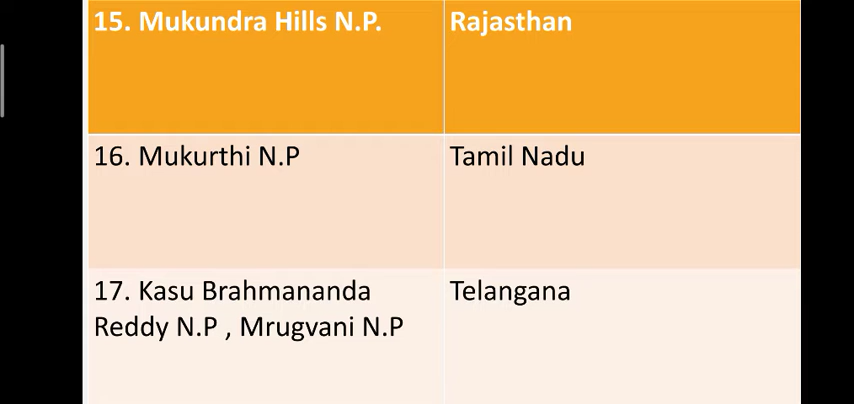 15. Mukundra Hills N.P.
Rajasthan
16. Mukurthi N.P
Tamil Nadu
17. Kasu Brahmananda
Reddy N.P , Mrugvani N.P
Telangana